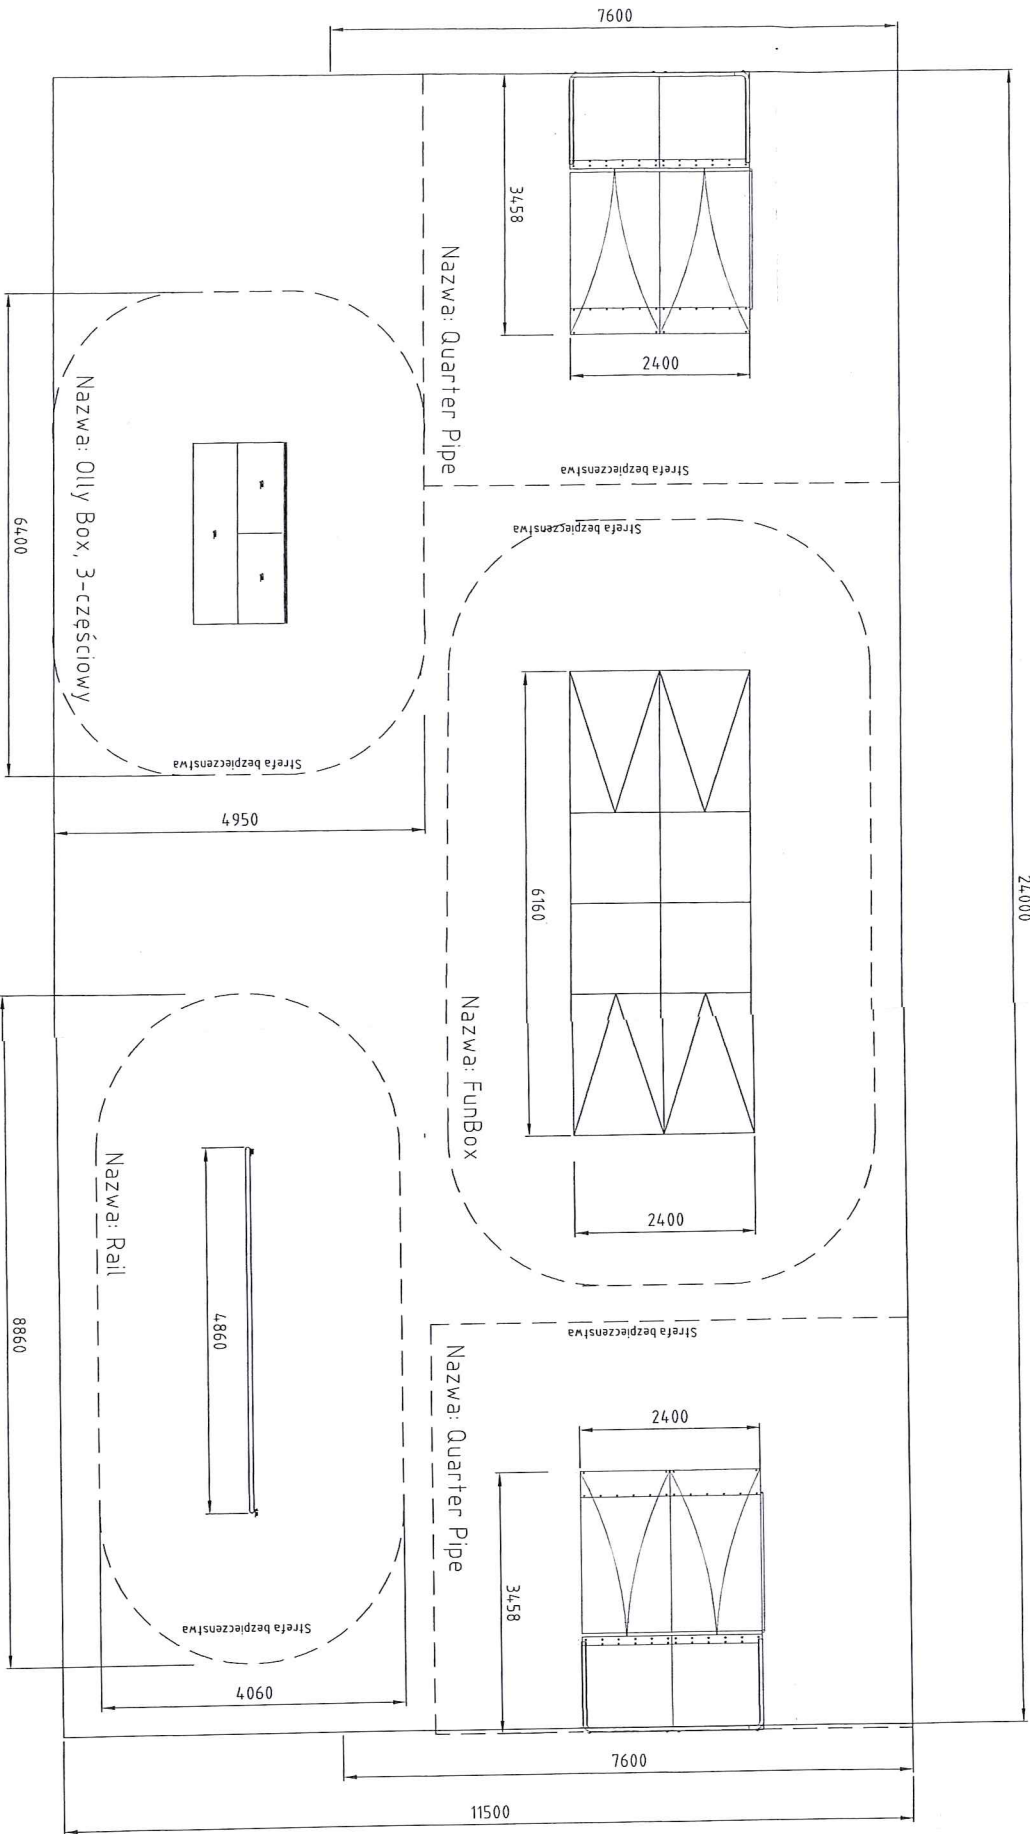 7600
24000
3458
2400
Nazwa: Quarter Pipe
Strefa bezpieczenstwa
Strefa bezpieczenstwa
6400
Nazwa: Olly Box, 3-częściowy
Strefa bezpieczenstwa
4950
6160
Nazwa: FunBox
2400
Strefa bezpieczenstwa
8860
Nazwa: Rail
4860
Strefa bezpieczenstwa
4060
Nazwa: Quarter Pipe
2400
3458
7600
11500